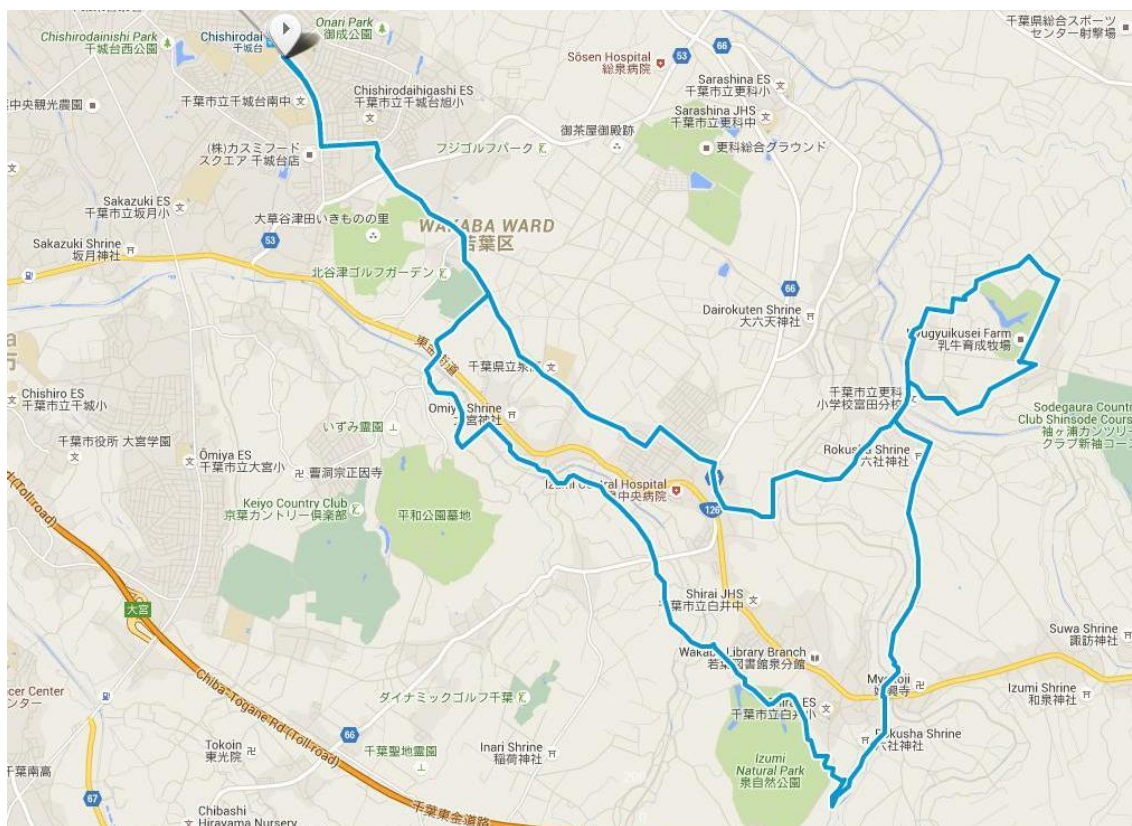 Onari Park
御成公園
千葉県総合スポーツ
センター射撃場
Chishirodainishi Park
千城台西公園
Chishirodai
千城台
Sōsen Hospital
総泉病院
66
53
53
Sarashina ES
千葉市立更科小
Chishirodaihigashi ES
千葉市立千城台旭小
千葉市立千城台南中
中央観光農園
Sarashina JHS
千葉市立更科中
御茶屋御殿跡
フジゴルフパーク
更科総合グラウンド
(株)カスミフード
スクエア 千城台店
Sakazuki ES
千葉市立坂月小
大草谷津田いきものの里
WAKABA WARD
若葉区
53
Sakazuki Shrine
坂月神社
北谷津ゴルフガーデン
66
Dairokuten Shrine
大六天神社
乳牛育成牧場
東金街道
千葉県立泉
Chishiro ES
千葉市立千城小
千葉市立更科
小学校富田分校
Sodegaura Country
Club Shinsode Course
袖ヶ浦カンツリー
クラブ新袖コース
Omiya Shrine
大宮神社
いずみ霊園
千葉市役所 大宮学園
Ōmiya ES
千葉市立大宮小
曹洞宗正因寺
Rokusha Shrine
六社神社
Izumi Central Hospital
泉中央病院
Keiyo Country Club
京葉カントリー倶楽部
平和公園墓地
126
(Toll road)
大宮
Shirai JHS
千葉市立白井中
Suwa Shrine
諏訪神社
Wakaba Library Branch
若葉図書館泉分館
Chiba-Togane Rd (Toll road)
ダイナミックゴルフ千葉
妙興寺
Izumi Shrine
和泉神社
Shirai ES
千葉市立白井小
66
Tokoin
東光院
千葉聖地霊園
Inari Shrine
稲荷神社
Rokusha Shrine
六社神社
Izumi
Natural Park
泉自然公園
千葉南高
67
Chibashi
Hirayama Nursery
千葉東金道路